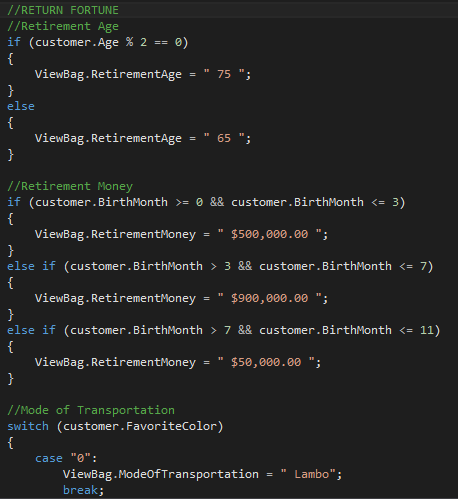 //RETURN FORTUNE
//Retirement Age
if (customer.Age % 2 == 0)
{
    ViewBag.RetirementAge = " 75 ";
}
else
{
    ViewBag.RetirementAge = " 65 ";
}

//Retirement Money
if (customer.BirthMonth >= 0 && customer.BirthMonth <= 3)
{
    ViewBag.RetirementMoney = " $500,000.00 ";
}
else if (customer.BirthMonth > 3 && customer.BirthMonth <= 7)
{
    ViewBag.RetirementMoney = " $900,000.00 ";
}
else if (customer.BirthMonth > 7 && customer.BirthMonth <= 11)
{
    ViewBag.RetirementMoney = " $50,000.00 ";
}

//Mode of Transportation
switch (customer.FavoriteColor)
{
    case "0":
        ViewBag.ModeOfTransportation = " Lambo";
        break;